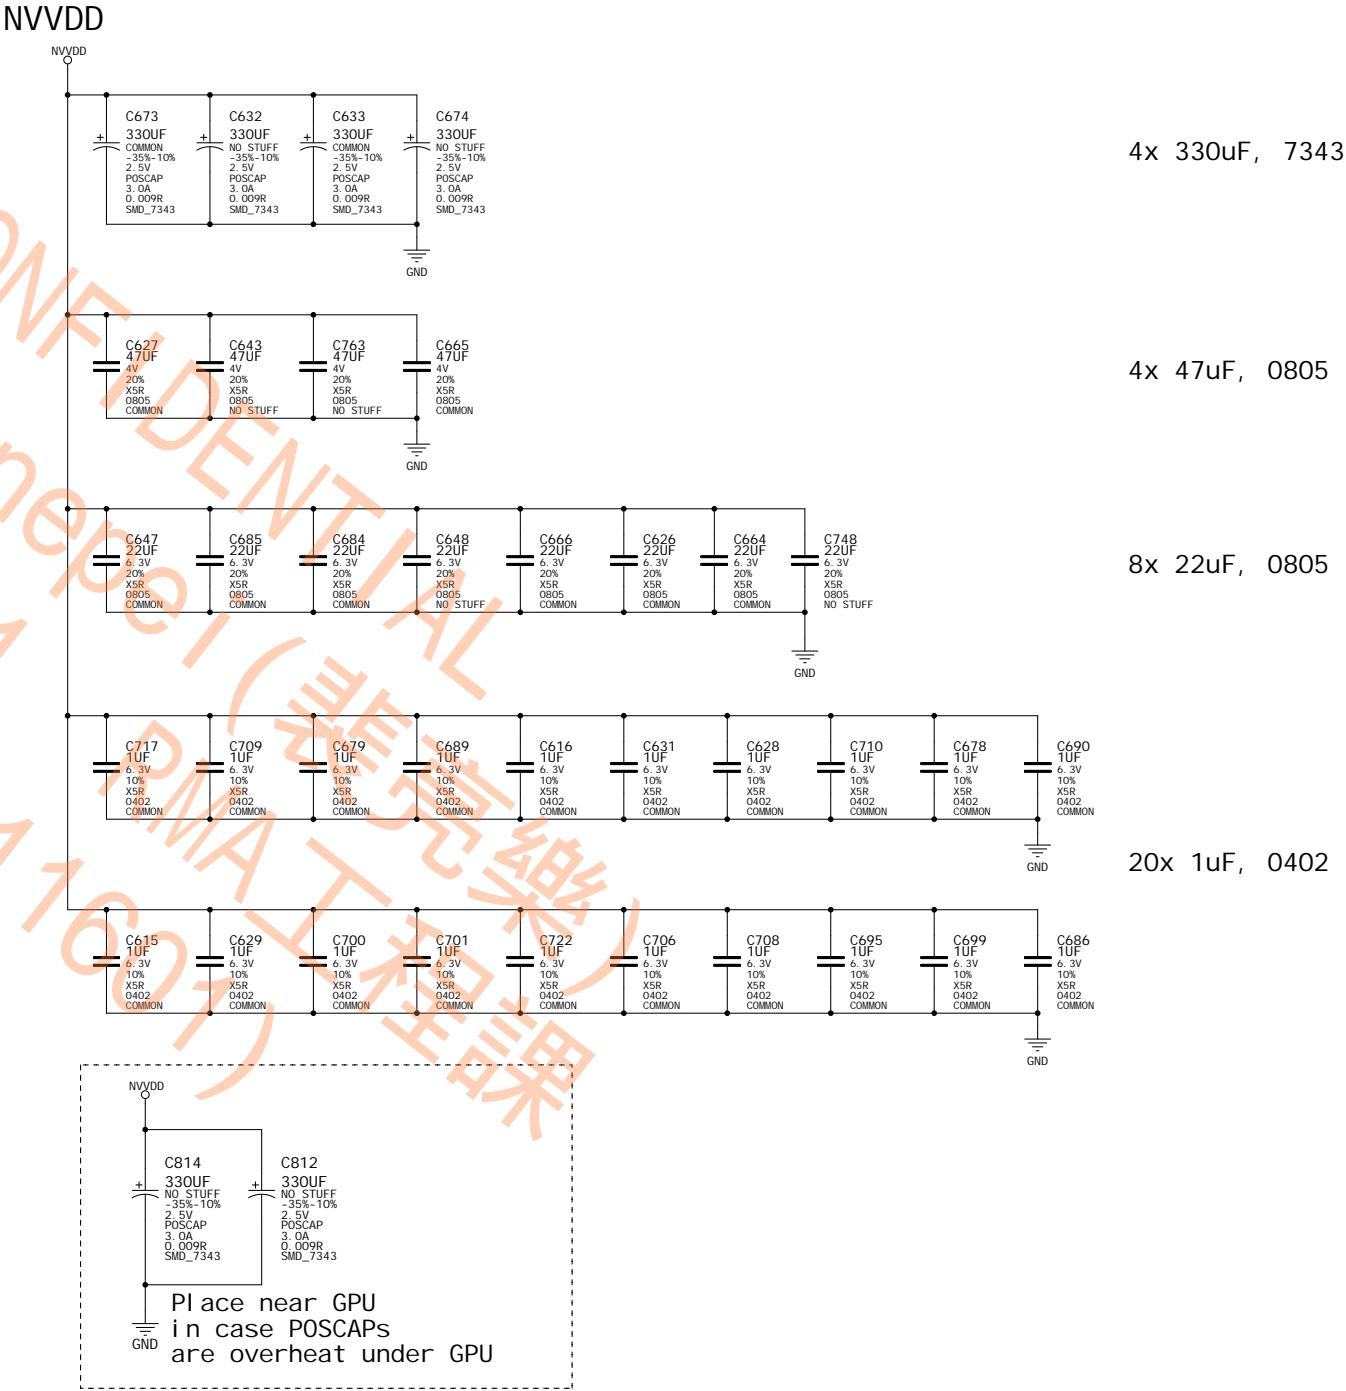 NVVDD
NVVDD
C673
330UF
COMMON
-35%-10%
2.5V
POSCAP
3.0A
0.009R
SMD_7343
C632
330UF
NO STUFF
-35%-10%
2.5V
POSCAP
3.0A
0.009R
SMD_7343
C633
330UF
COMMON
-35%-10%
2.5V
POSCAP
3.0A
0.009R
SMD_7343
C674
330UF
NO STUFF
-35%-10%
2.5V
POSCAP
3.0A
0.009R
SMD_7343
4x 330uF, 7343
GND
C627
47UF
4V
20%
X5R
0805
COMMON
C643
47UF
4V
20%
X5R
0805
NO STUFF
C763
47UF
4V
20%
X5R
0805
NO STUFF
C665
47UF
4V
20%
X5R
0805
COMMON
4x 47uF, 0805
GND
C647
22UF
6.3V
20%
X5R
0805
COMMON
C685
22UF
6.3V
20%
X5R
0805
COMMON
C684
22UF
6.3V
20%
X5R
0805
COMMON
C648
22UF
6.3V
20%
X5R
0805
NO STUFF
C666
22UF
6.3V
20%
X5R
0805
COMMON
C626
22UF
6.3V
20%
X5R
0805
COMMON
C664
22UF
6.3V
20%
X5R
0805
COMMON
C748
22UF
6.3V
20%
X5R
0805
NO STUFF
8x 22uF, 0805
GND
C717
1UF
6.3V
10%
X5R
0402
COMMON
C709
1UF
6.3V
10%
X5R
0402
COMMON
C679
1UF
6.3V
10%
X5R
0402
COMMON
C689
1UF
6.3V
10%
X5R
0402
COMMON
C616
1UF
6.3V
10%
X5R
0402
COMMON
C631
1UF
6.3V
10%
X5R
0402
COMMON
C628
1UF
6.3V
10%
X5R
0402
COMMON
C710
1UF
6.3V
10%
X5R
0402
COMMON
C678
1UF
6.3V
10%
X5R
0402
COMMON
C690
1UF
6.3V
10%
X5R
0402
COMMON
GND
20x 1uF, 0402
C615
1UF
6.3V
10%
X5R
0402
COMMON
C629
1UF
6.3V
10%
X5R
0402
COMMON
C700
1UF
6.3V
10%
X5R
0402
COMMON
C701
1UF
6.3V
10%
X5R
0402
COMMON
C722
1UF
6.3V
10%
X5R
0402
COMMON
C706
1UF
6.3V
10%
X5R
0402
COMMON
C708
1UF
6.3V
10%
X5R
0402
COMMON
C695
1UF
6.3V
10%
X5R
0402
COMMON
C699
1UF
6.3V
10%
X5R
0402
COMMON
C686
1UF
6.3V
10%
X5R
0402
COMMON
GND
NVVDD
C814
330UF
NO STUFF
-35%-10%
2.5V
POSCAP
3.0A
0.009R
SMD_7343
C812
330UF
NO STUFF
-35%-10%
2.5V
POSCAP
3.0A
0.009R
SMD_7343
GND
Place near GPU
in case POSCAPs
are overheat under GPU
ONFIDENTIAL
nepei(裴亮樂)
RMA工程課
11601)